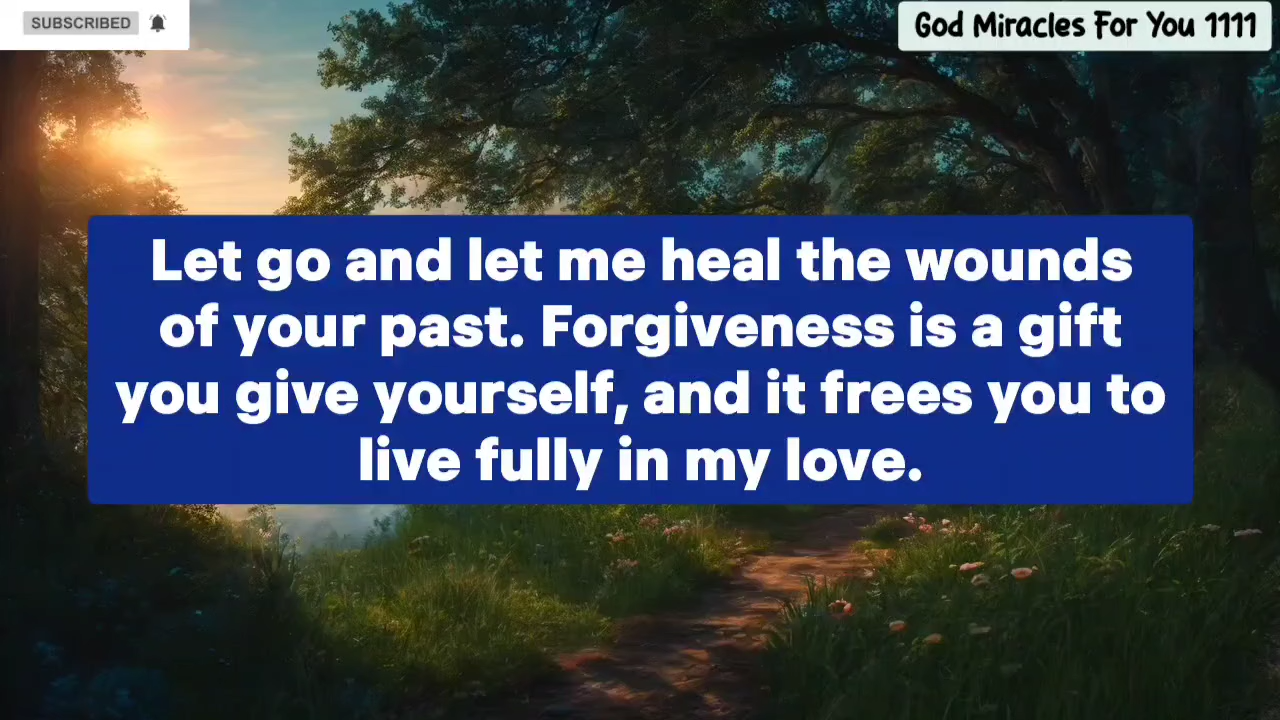 SUBSCRIBED
God Miracles For You 1111
Let go and let me heal the wounds
of your past. Forgiveness is a gift
you give yourself, and it frees you to
live fully in my love.